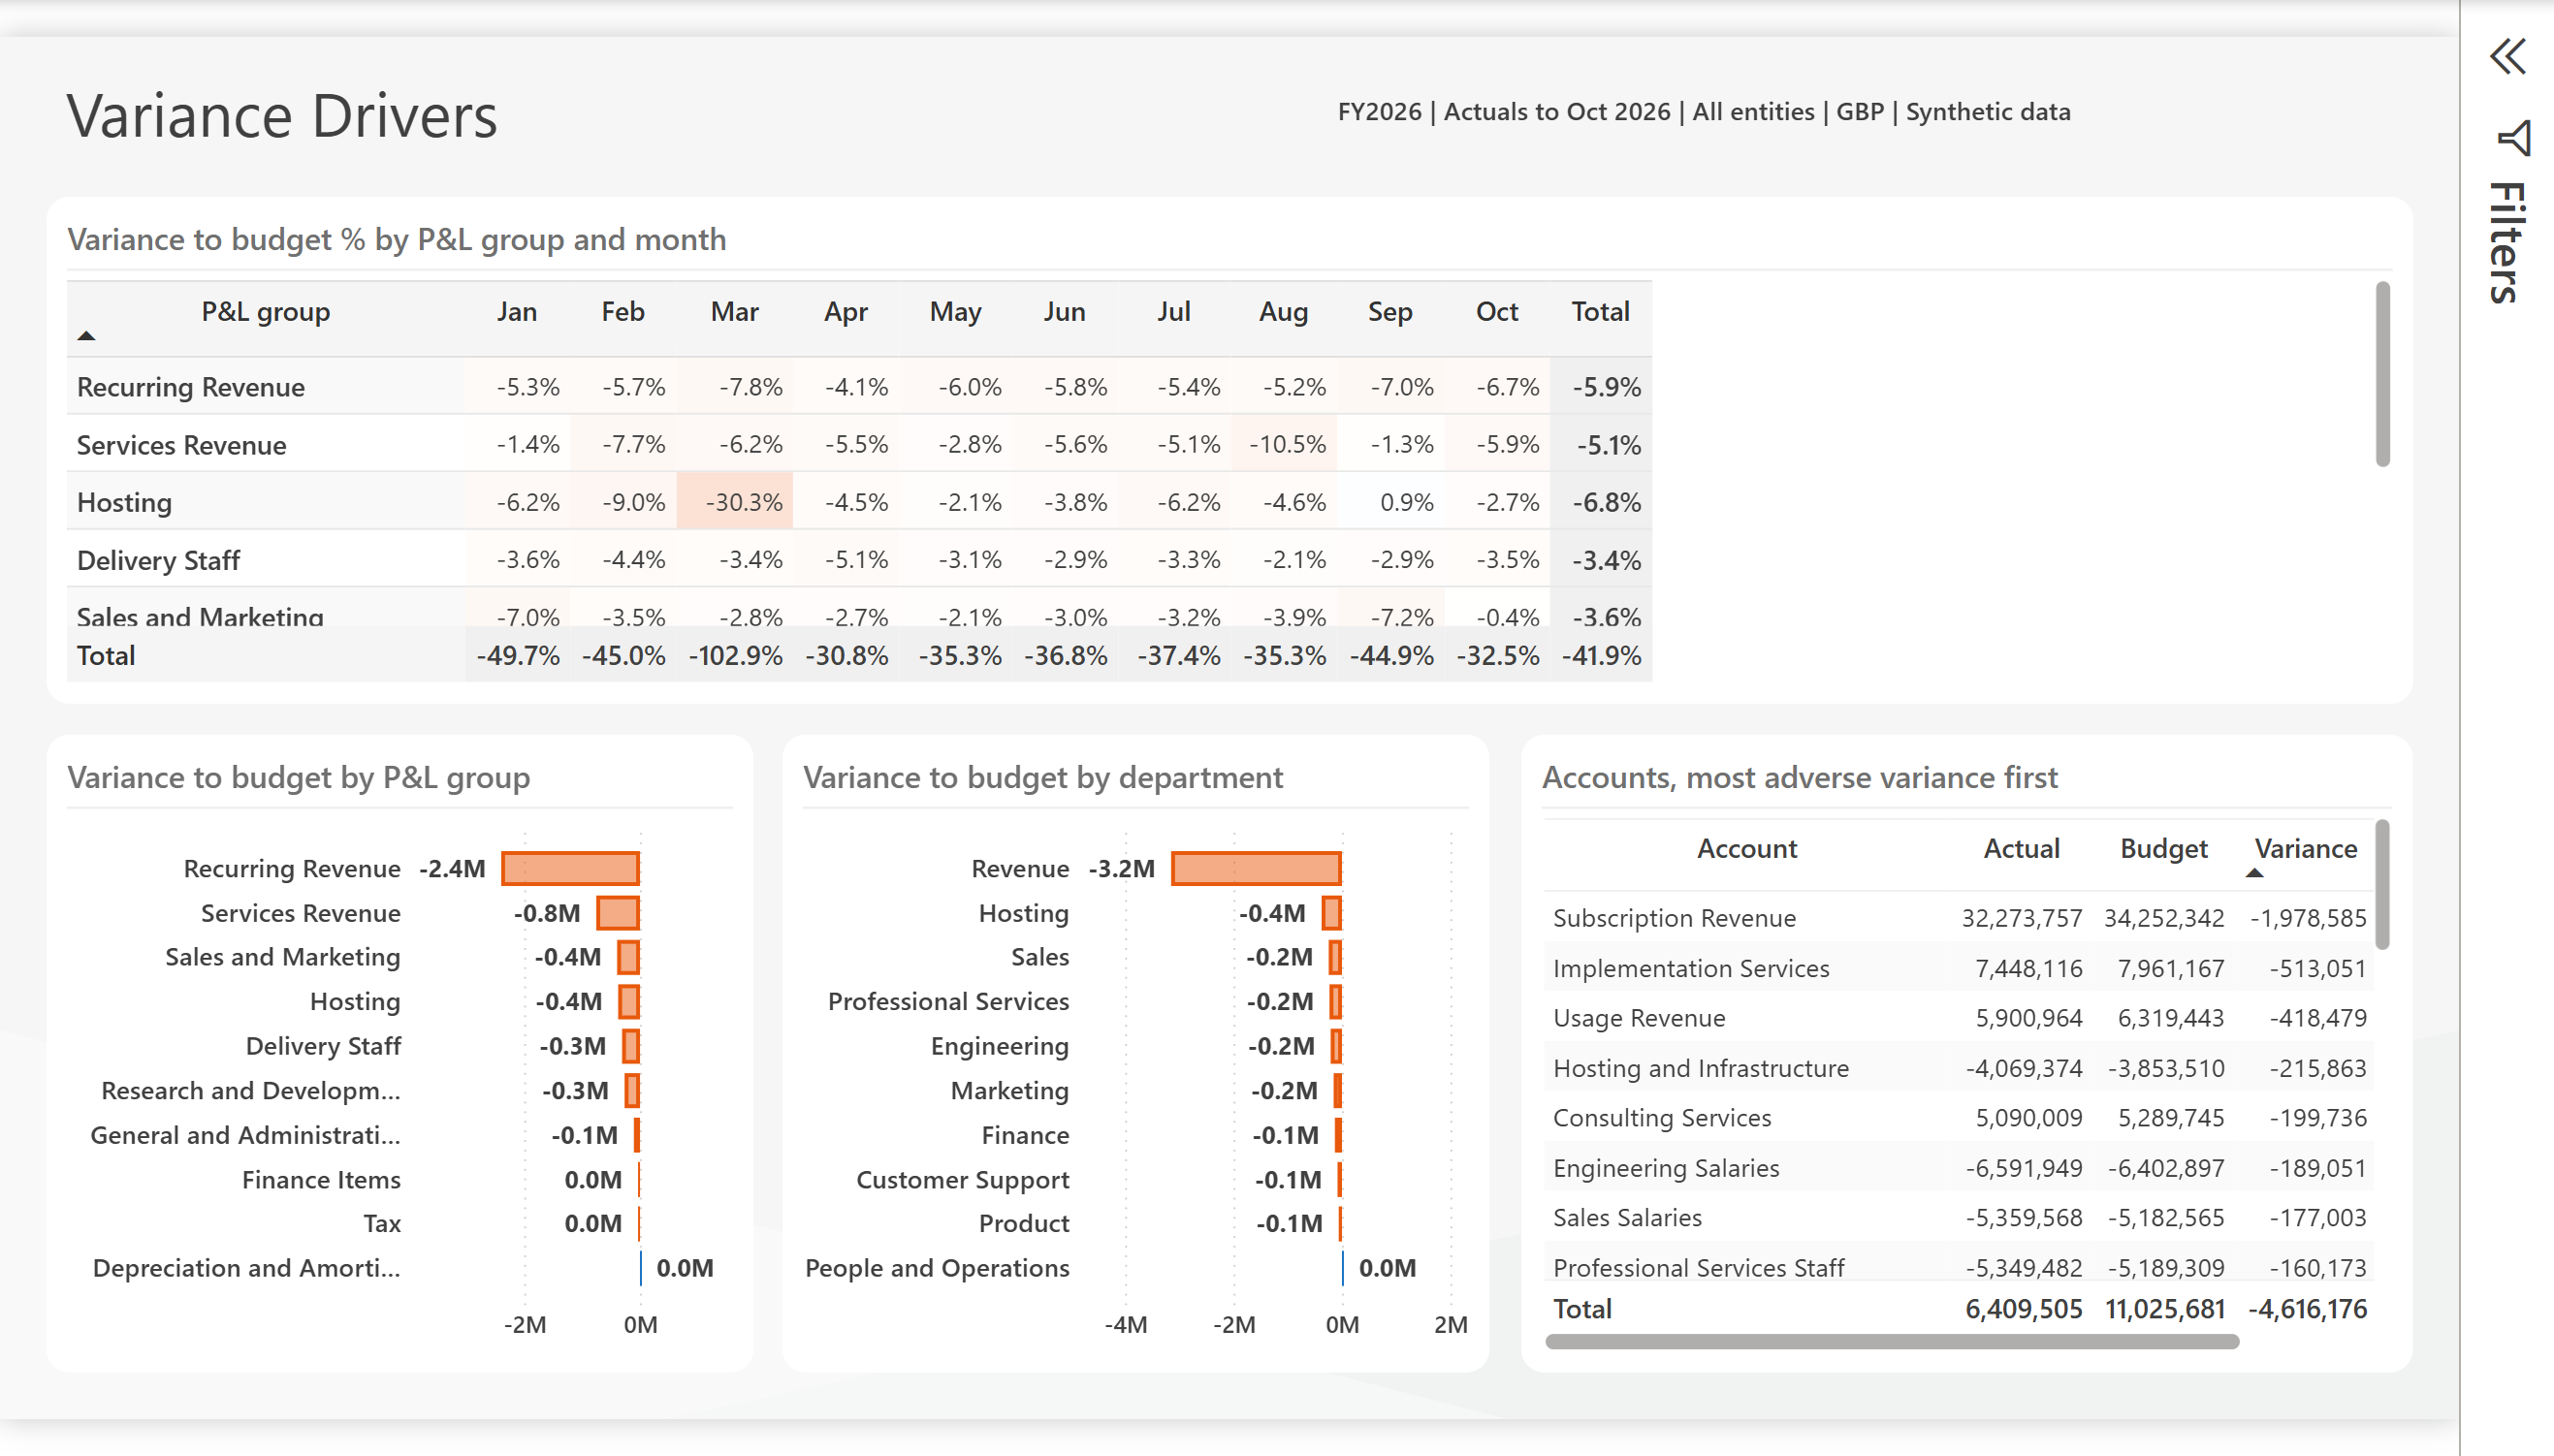 Variance Drivers
FY2026 | Actuals to Oct 2026 | All entities | GBP | Synthetic data
Filters
Variance to budget % by P&L group and month
P&L group Jan Feb Mar Apr May Jun Jul Aug Sep Oct Total
Recurring Revenue -5.3% -5.7% -7.8% -4.1% -6.0% -5.8% -5.4% -5.2% -7.0% -6.7% -5.9%
Services Revenue -1.4% -7.7% -6.2% -5.5% -2.8% -5.6% -5.1% -10.5% -1.3% -5.9% -5.1%
Hosting -6.2% -9.0% -30.3% -4.5% -2.1% -3.8% -6.2% -4.6% 0.9% -2.7% -6.8%
Delivery Staff -3.6% -4.4% -3.4% -5.1% -3.1% -2.9% -3.3% -2.1% -2.9% -3.5% -3.4%
Sales and Marketing -7.0% -3.5% -2.8% -2.7% -2.1% -3.0% -3.2% -3.9% -7.2% -0.4% -3.6%
Total -49.7% -45.0% -102.9% -30.8% -35.3% -36.8% -37.4% -35.3% -44.9% -32.5% -41.9%
Variance to budget by P&L group
Recurring Revenue -2.4M
Services Revenue -0.8M
Sales and Marketing -0.4M
Hosting -0.4M
Delivery Staff -0.3M
Research and Developm... -0.3M
General and Administrati... -0.1M
Finance Items 0.0M
Tax 0.0M
Depreciation and Amorti... 0.0M
-2M 0M
Variance to budget by department
Revenue -3.2M
Hosting -0.4M
Sales -0.2M
Professional Services -0.2M
Engineering -0.2M
Marketing -0.2M
Finance -0.1M
Customer Support -0.1M
Product -0.1M
People and Operations 0.0M
-4M -2M 0M 2M
Accounts, most adverse variance first
Account Actual Budget Variance
Subscription Revenue 32,273,757 34,252,342 -1,978,585
Implementation Services 7,448,116 7,961,167 -513,051
Usage Revenue 5,900,964 6,319,443 -418,479
Hosting and Infrastructure -4,069,374 -3,853,510 -215,863
Consulting Services 5,090,009 5,289,745 -199,736
Engineering Salaries -6,591,949 -6,402,897 -189,051
Sales Salaries -5,359,568 -5,182,565 -177,003
Professional Services Staff -5,349,482 -5,189,309 -160,173
Total 6,409,505 11,025,681 -4,616,176